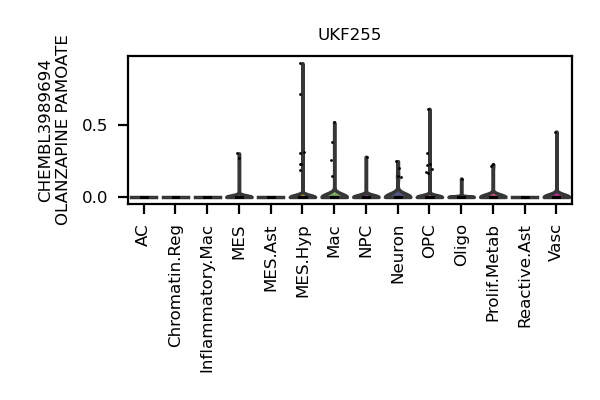 UKF255
CHEMBL3989694
OLANZAPINE PAMOATE
0.5
0.0
AC
Chromatin.Reg
Inflammatory.Mac
MES
MES.Ast
MES.Hyp
Mac
NPC
Neuron
OPC
Oligo
Prolif.Metab
Reactive.Ast
Vasc